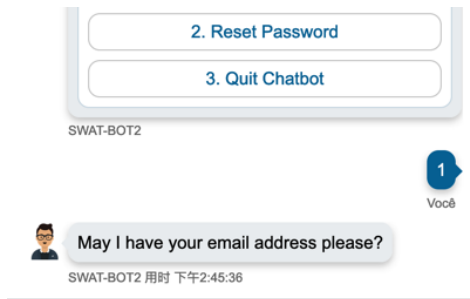 2. Reset Password
3. Quit Chatbot
SWAT-BOT2
1
Você
May I have your email address please?
SWAT-BOT2 用时 下午2:45:36